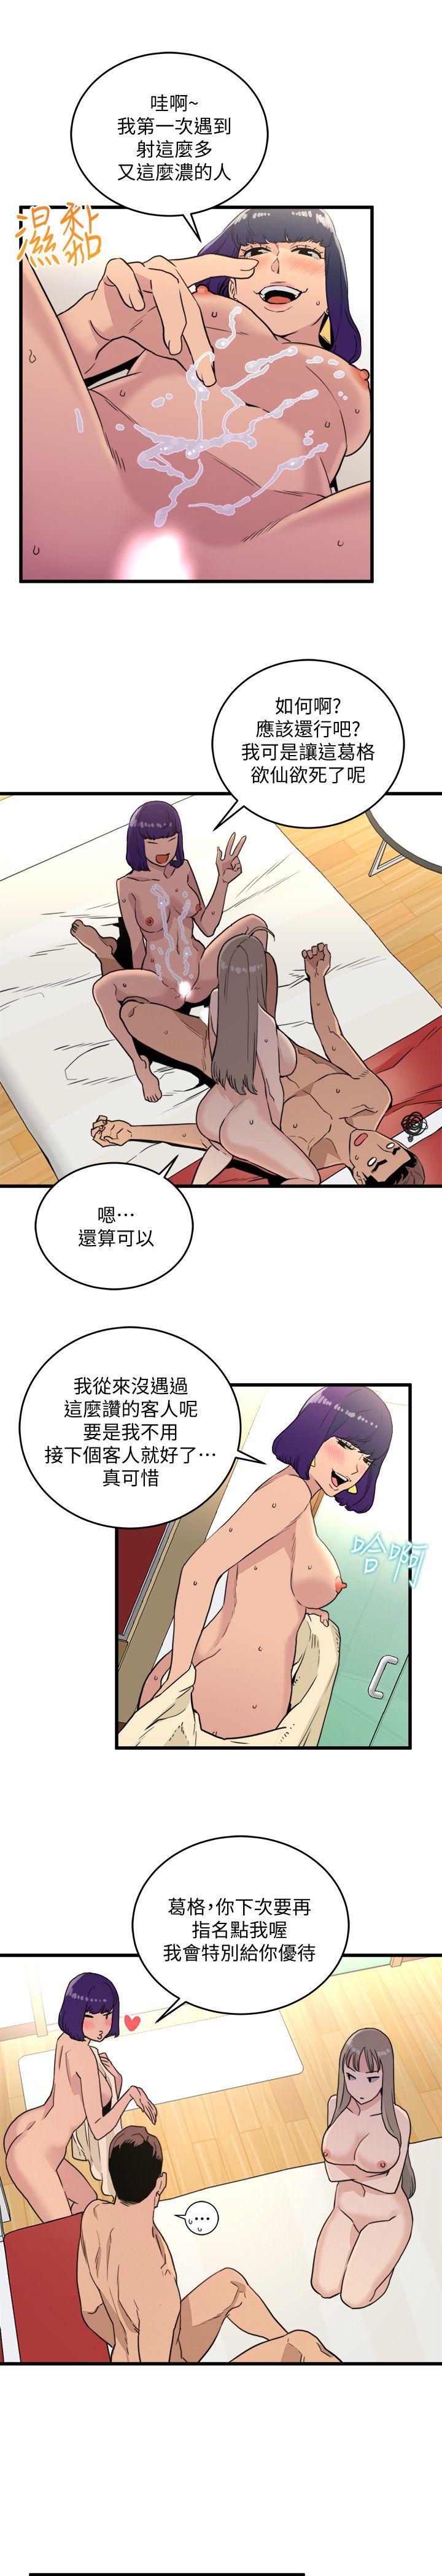 哇啊~
我第一次遇到
射這麼多
又這麼濃的人
濕黏
如何啊?
應該還行吧?
我可是讓這葛格
欲仙欲死了呢
嗯…
還算可以
我從來沒遇過
這麼讚的客人呢
要是我不用
接下個客人就好了…
真可惜
哈啊
葛格,你下次要再
指名點我喔
我會特別給你優待
…